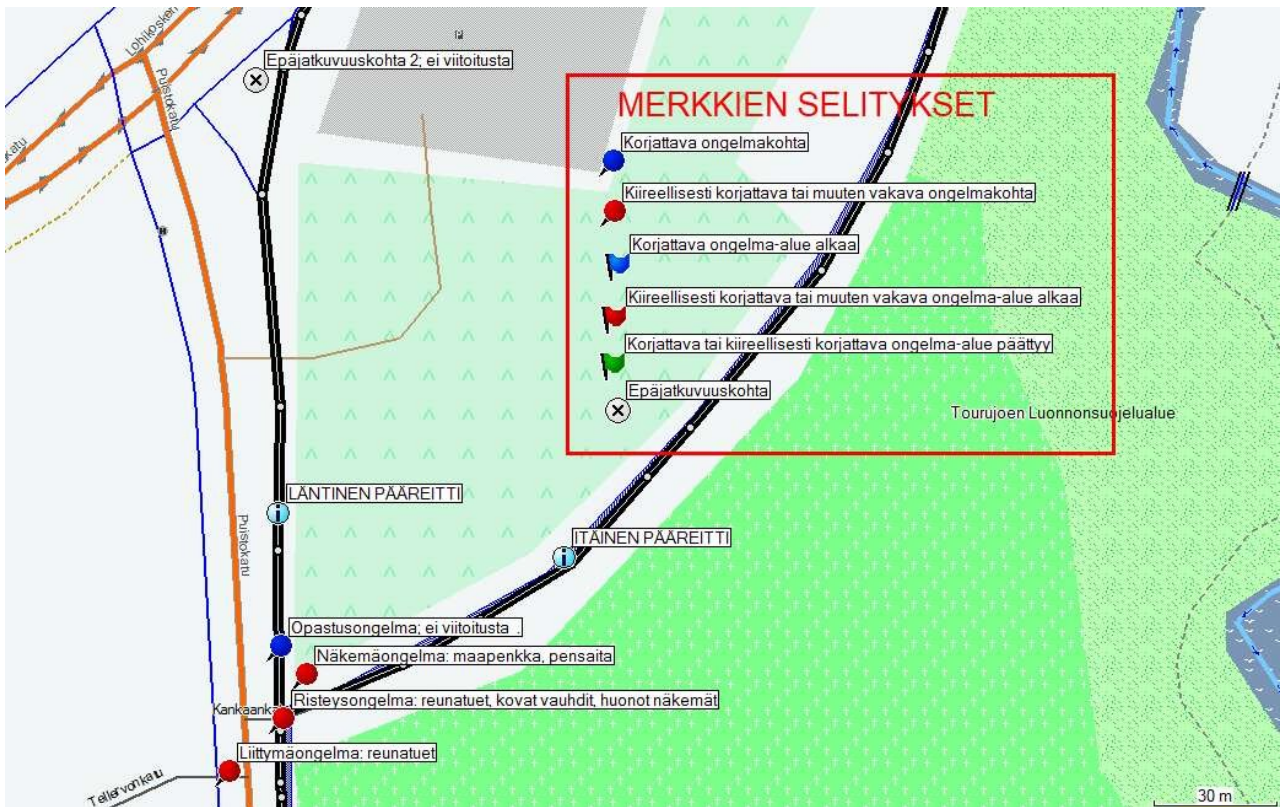 Lohikosken
Puistokatu
Epäjatkuvuuskohta 2; ei viitoitusta
P
MERKKIEN SELITYKSET
Korjattava ongelmakohta
Kiireellisesti korjattava tai muuten vakava ongelmakohta
Korjattava ongelma-alue alkaa
Kiireellisesti korjattava tai muuten vakava ongelma-alue alkaa
Korjattava tai kiireellisesti korjattava ongelma-alue päättyy
Epäjatkuvuuskohta
Tourujoen Luonnonsuojelualue
LÄNTINEN PÄÄREITTI
Puistokatu
ITÄINEN PÄÄREITTI
Opastusongelma; ei viitoitusta .
Näkemäongelma: maapenkka, pensaita
Risteysongelma: reunatuet, kovat vauhdit, huonot näkemät
Kankaank
Liittymäongelma: reunatuet
Tellervonkatu
30 m